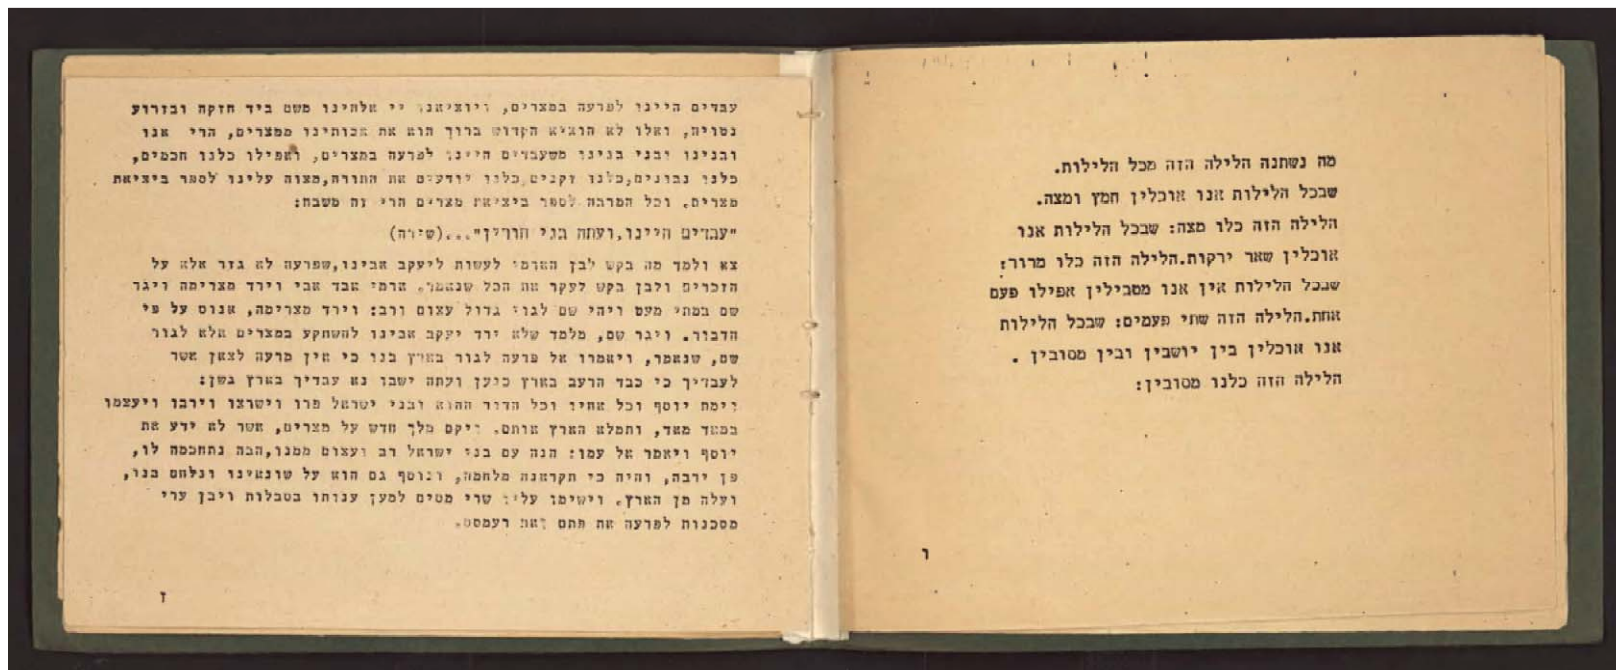 מה נשתנה הלילה הזה מכל הלילות.
שבכל הלילות אנו אוכלין חמץ ומצה.
הלילה הזה כלו מצה: שבכל הלילות אנו
אוכלין שאר ירקות.הלילה הזה כלו מרור:
שבכל הלילות אין אנו מטבילין אפילו פעם
אחת.הלילה הזה שתי פעמים: שבכל הלילות
אנו אוכלין בין יושבין ובין מסובין .
הלילה הזה כלנו מסובין:
ו
עבדים היינו לפרעה במצרים, ויוציאנו יי אלהינו משם ביד חזקה ובזרוע
נטויה, ואלו לא הוציא הקדוש ברוך הוא את אבותינו ממצרים, הרי אנו
ובנינו ובני בנינו משעבדים היינו לפרעה במצרים, ואפילו כלנו חכמים,
כלנו נבונים,כלנו זקנים,כלנו יודעים את התורה,מצוה עלינו לספר ביציאת
מצרים. וכל המרבה לספר ביציאת מצרים הרי זה משבח:
"עבדים היינו,ועתה בני חורין"...(שירה)
צא ולמד מה בקש לבן הארמי לעשות ליעקב אבינו,שפרעה לא גזר אלא על
הזכרים ולבן בקש לעקר את הכל שנאמר. ארמי אבד אבי וירד מצרימה ויגר
שם במתי מעט ויהי שם לגוי גדול עצום ורב: וירד מצרימה, אנוס על פי
הדבור. ויגר שם, מלמד שלא ירד יעקב אבינו להשתקע במצרים אלא לגור
שם, שנאמר, ויאמרו אל פרעה לגור בארץ בנו כי אין מרעה לצאן אשר
לעבדיך כי כבד הרעב בארץ כנען ועתה ישבו נא עבדיך בארץ גשן:
וימת יוסף וכל אחיו וכל הדור ההוא ובני ישראל פרו וישרצו וירבו ויעצמו
במאד מאד, ותמלא הארץ אותם. ויקם מלך חדש על מצרים, אשר לא ידע את
יוסף ויאמר אל עמו: הנה עם בני ישראל רב ועצום ממנו,הבה נתחכמה לו,
פן ירבה, והיה כי תקראנה מלחמה, ונוסף גם הוא על שונאינו ונלחם בנו,
ועלה מן הארץ. וישימו עליו שרי מסים למען ענותו בסבלות ויבן ערי
מסכנות לפרעה את פתם ואת רעמסס.
ז